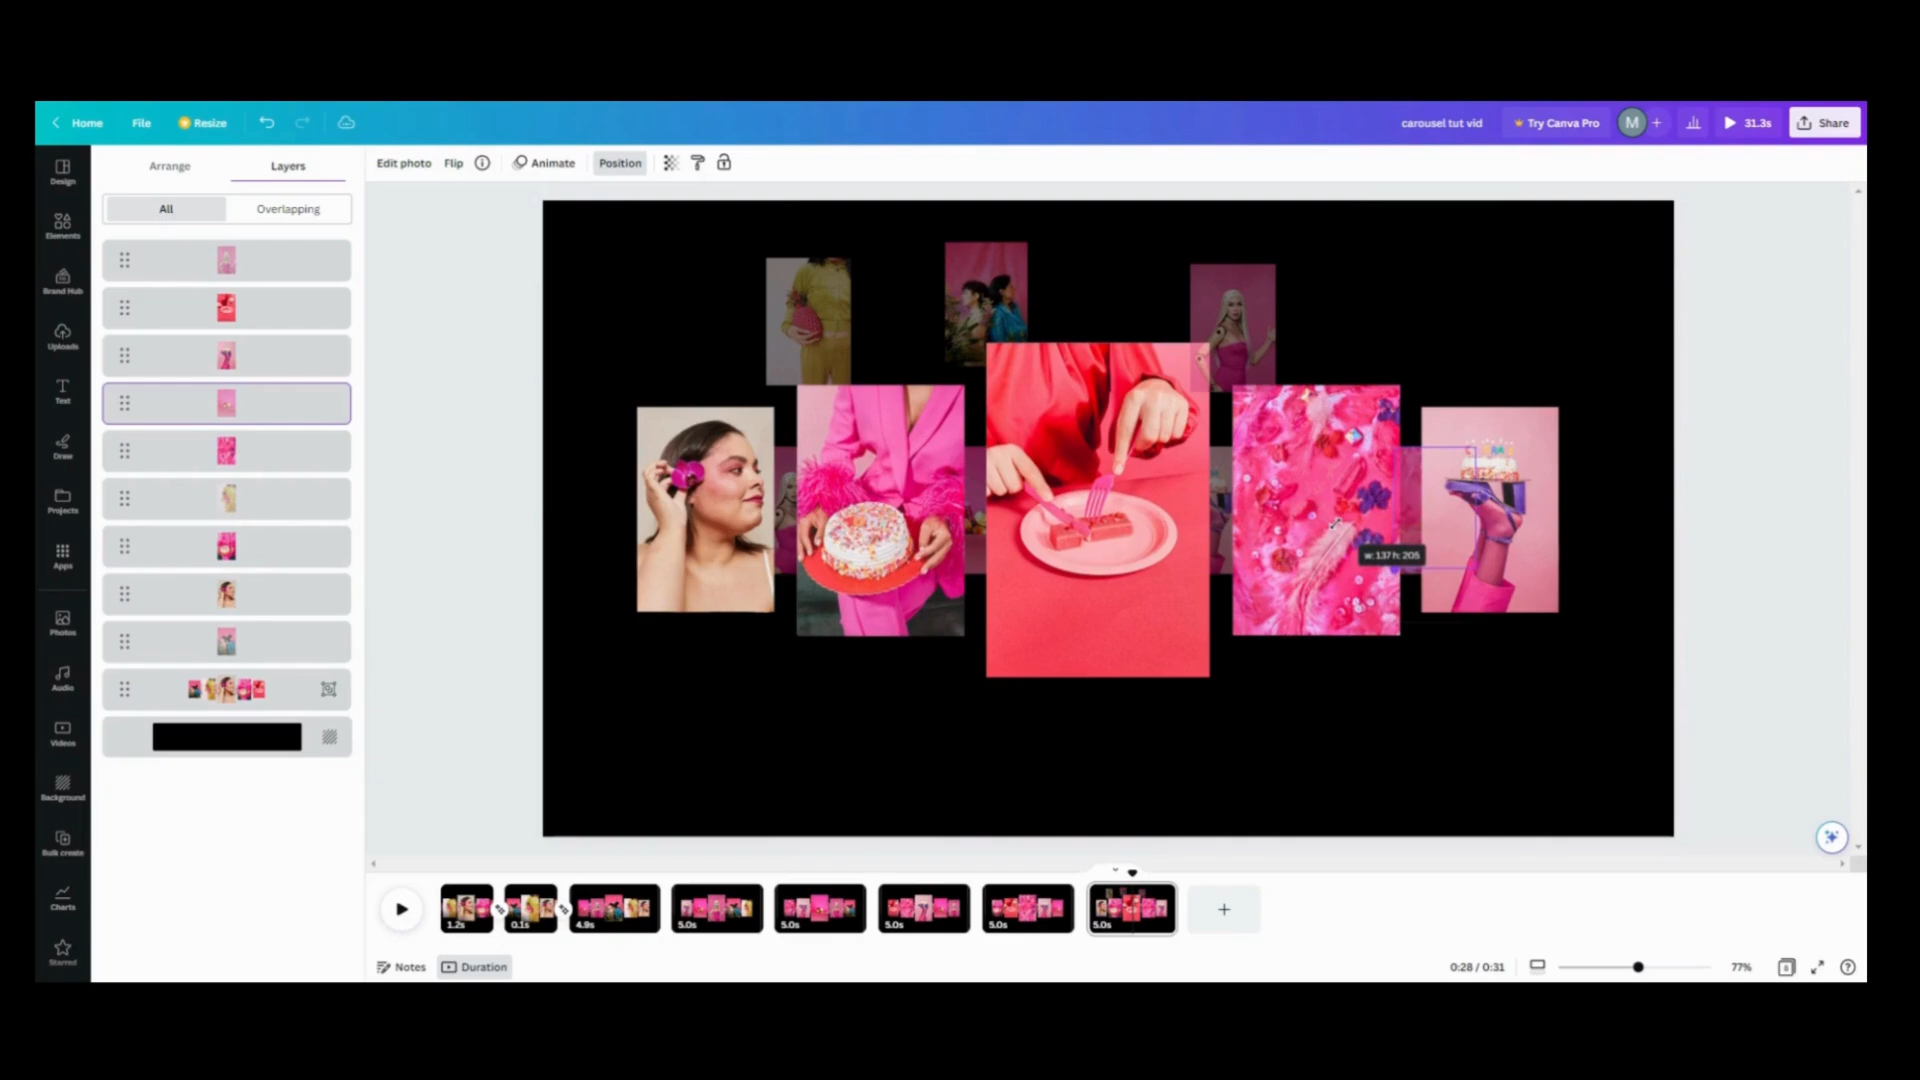 Home File Resize carousel tut vid Try Canva Pro M + 31.3s Share
Arrange Layers Edit photo Flip Animate Position
All Overlapping
Design
Elements
Brand Hub
Uploads
Text
Draw
Projects
Apps
Photos
Audio
Videos
Background
Bulk create
Charts
Starred
w: 137 h: 205
1.2s 0.1s 4.9s 5.0s 5.0s 5.0s 5.0s 5.0s
Notes Duration 0:28 / 0:31 77% 8